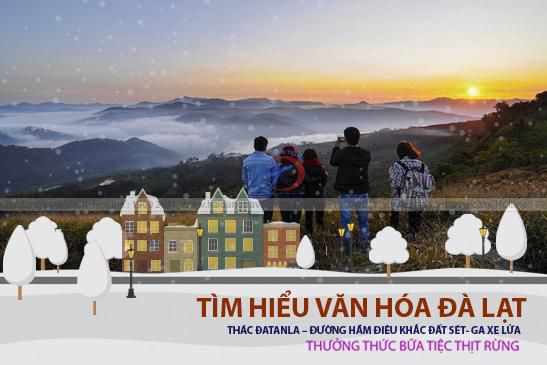 TÌM HIỂU VĂN HÓA ĐÀ LẠT
THÁC ĐATANLA – ĐƯỜNG HẦM ĐIÊU KHẮC ĐẤT SÉT- GA XE LỬA
THƯỞNG THỨC BỮA TIỆC THỊT RỪNG